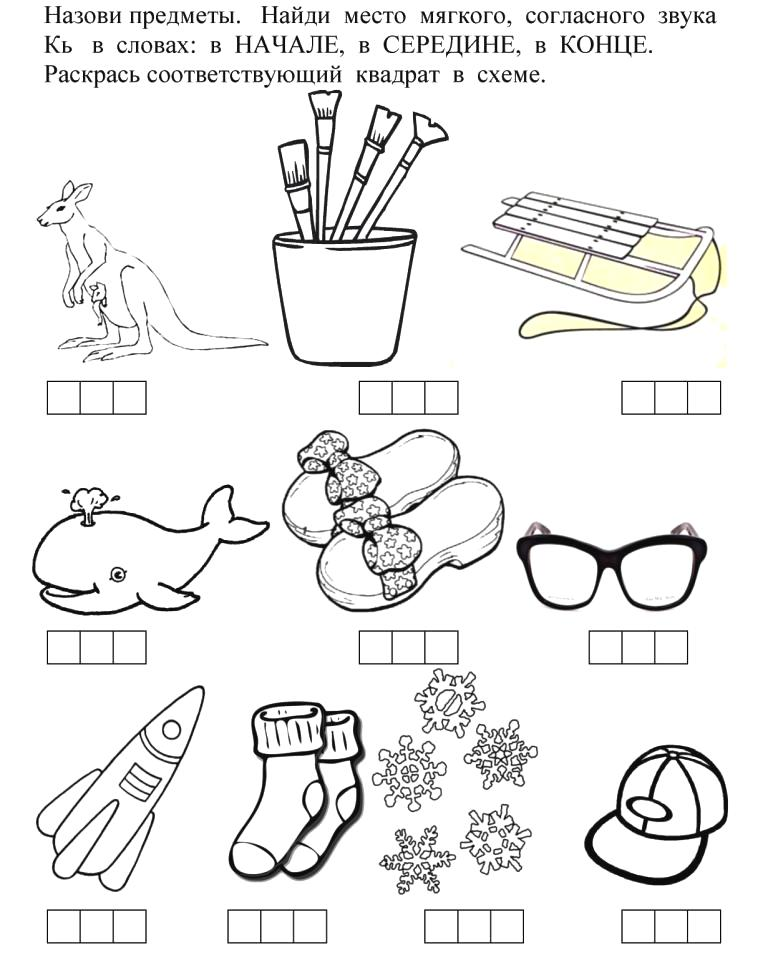 Назови предметы. Найди место мягкого, согласного звука
Кь в словах: в НАЧАЛЕ, в СЕРЕДИНЕ, в КОНЦЕ.
Раскрась соответствующий квадрат в схеме.